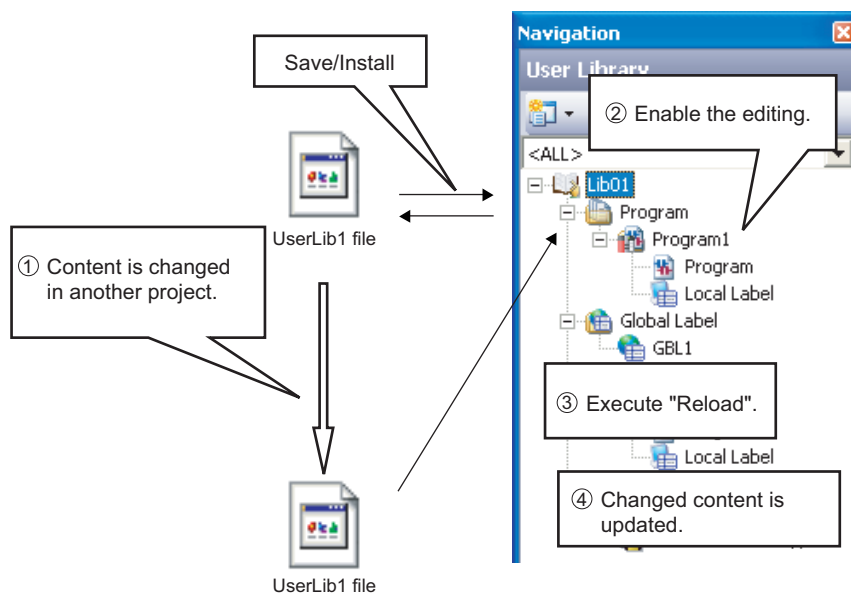 Navigation
User Library
Save/Install
② Enable the editing.
<ALL>
Lib01
Program
UserLib1 file
Program1
① Content is changed
in another project.
Program
Local Label
Global Label
GBL1
③ Execute "Reload".
Local Label
④ Changed content is
updated.
UserLib1 file